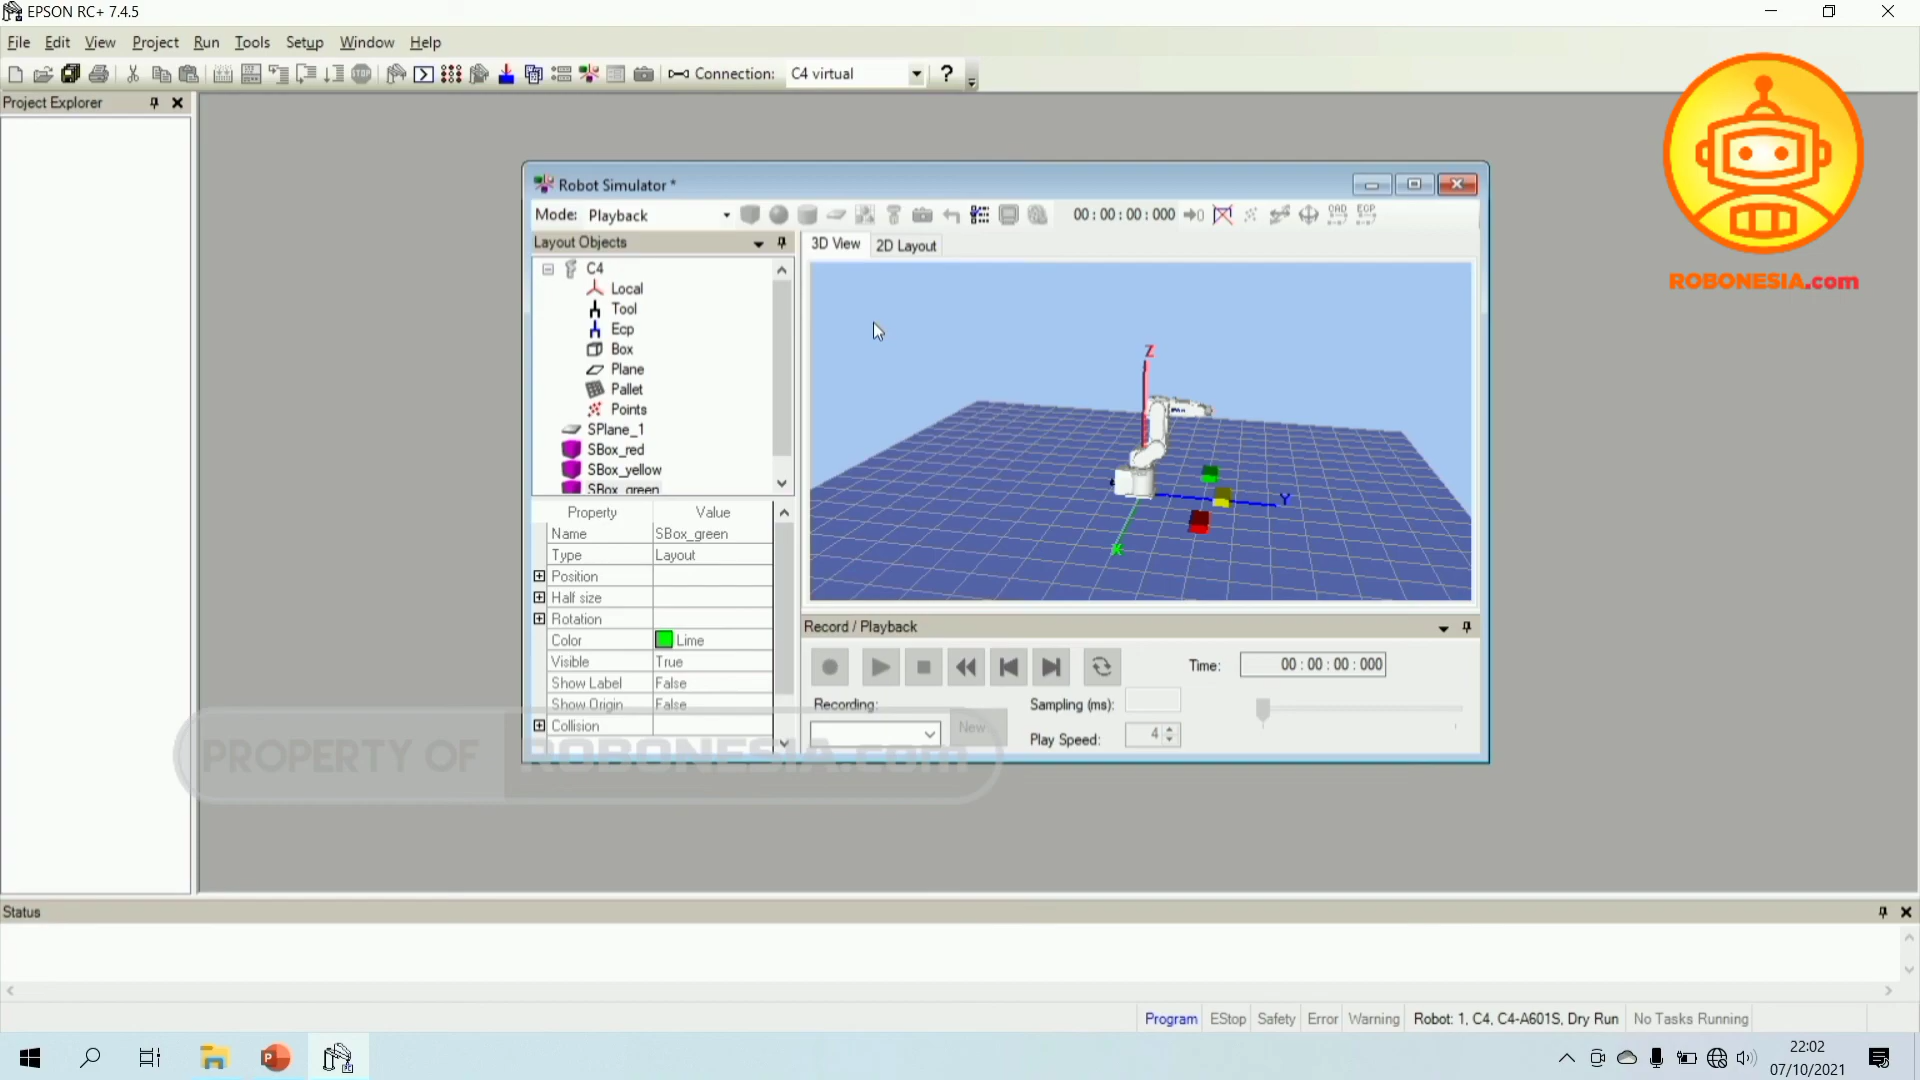 EPSON RC+ 7.4.5
File Edit View Project Run Tools Setup Window Help
Connection: C4 virtual ?
Project Explorer
ROBONESIA.com
Robot Simulator *
Mode: Playback 00 : 00 : 00 : 000 CAD ECP
Layout Objects
C4
Local
Tool
Ecp
Box
Plane
Pallet
Points
SPlane_1
SBox_red
SBox_yellow
SBox_green
3D View 2D Layout
Z
Y
X
Property Value
Name SBox_green
Type Layout
Position
Half size
Rotation
Color Lime
Visible True
Show Label False
Show Origin False
Collision
Record / Playback
Time: 00 : 00 : 00 : 000
Recording: Sampling (ms):
New...
Play Speed: 4
PROPERTY OF ROBONESIA.com
Status
Program EStop Safety Error Warning Robot: 1, C4, C4-A601S, Dry Run No Tasks Running
22:02
07/10/2021